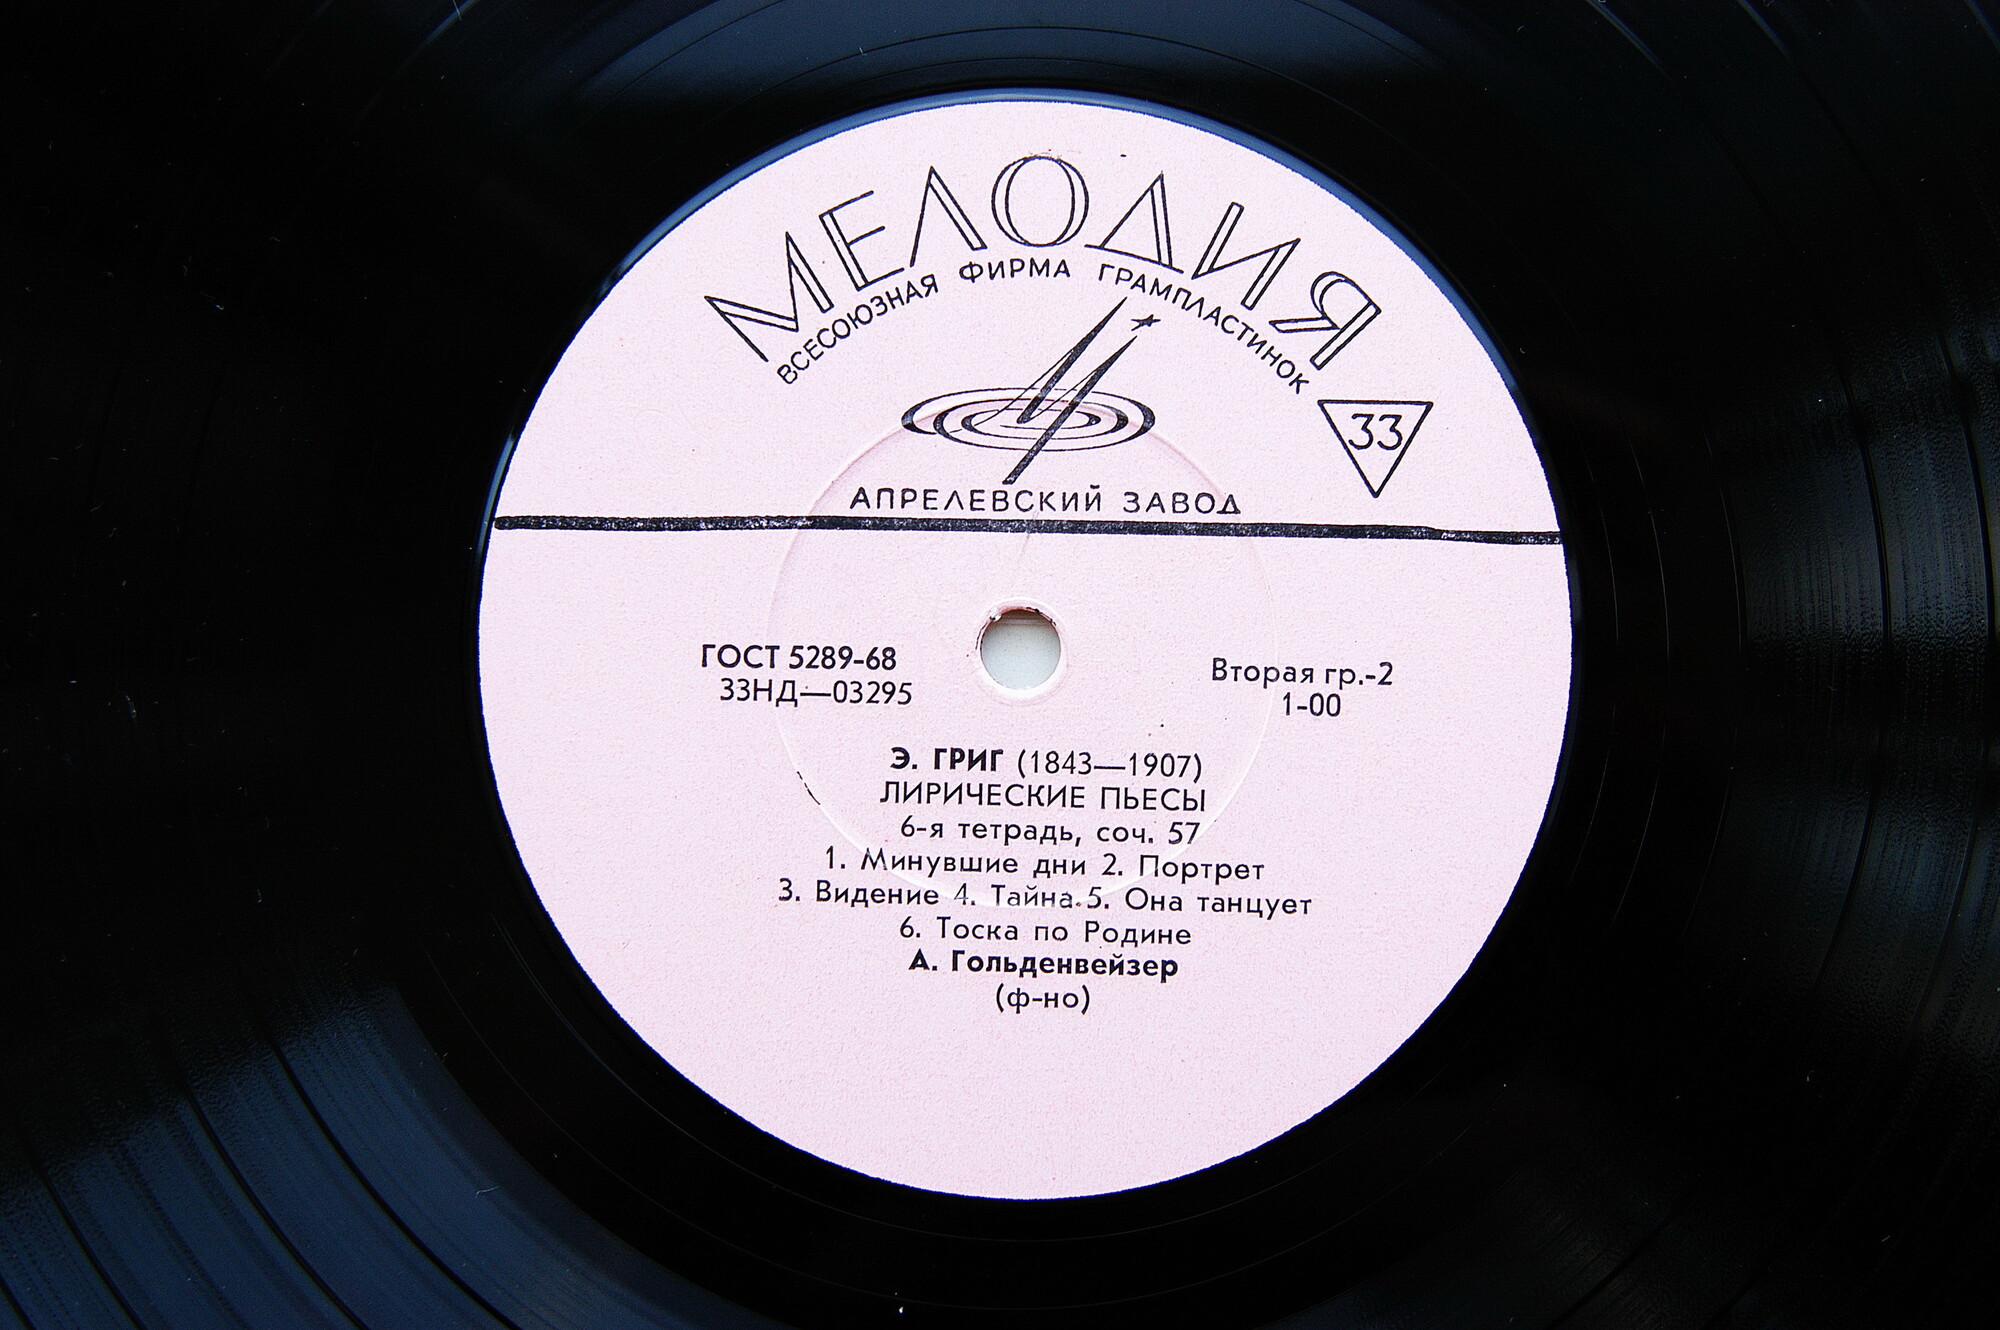 МЕЛОДИЯ
ВСЕСОЮЗНАЯ ФИРМА ГРАМПЛАСТИНОК
33
АПРЕЛЕВСКИЙ ЗАВОД
ГОСТ 5289-68
33НД—03295
Вторая гр.-2
1-00
Э. ГРИГ (1843—1907)
ЛИРИЧЕСКИЕ ПЬЕСЫ
6-я тетрадь, соч. 57
1. Минувшие дни 2. Портрет
3. Видение 4. Тайна 5. Она танцует
6. Тоска по Родине
А. Гольденвейзер
(ф-но)